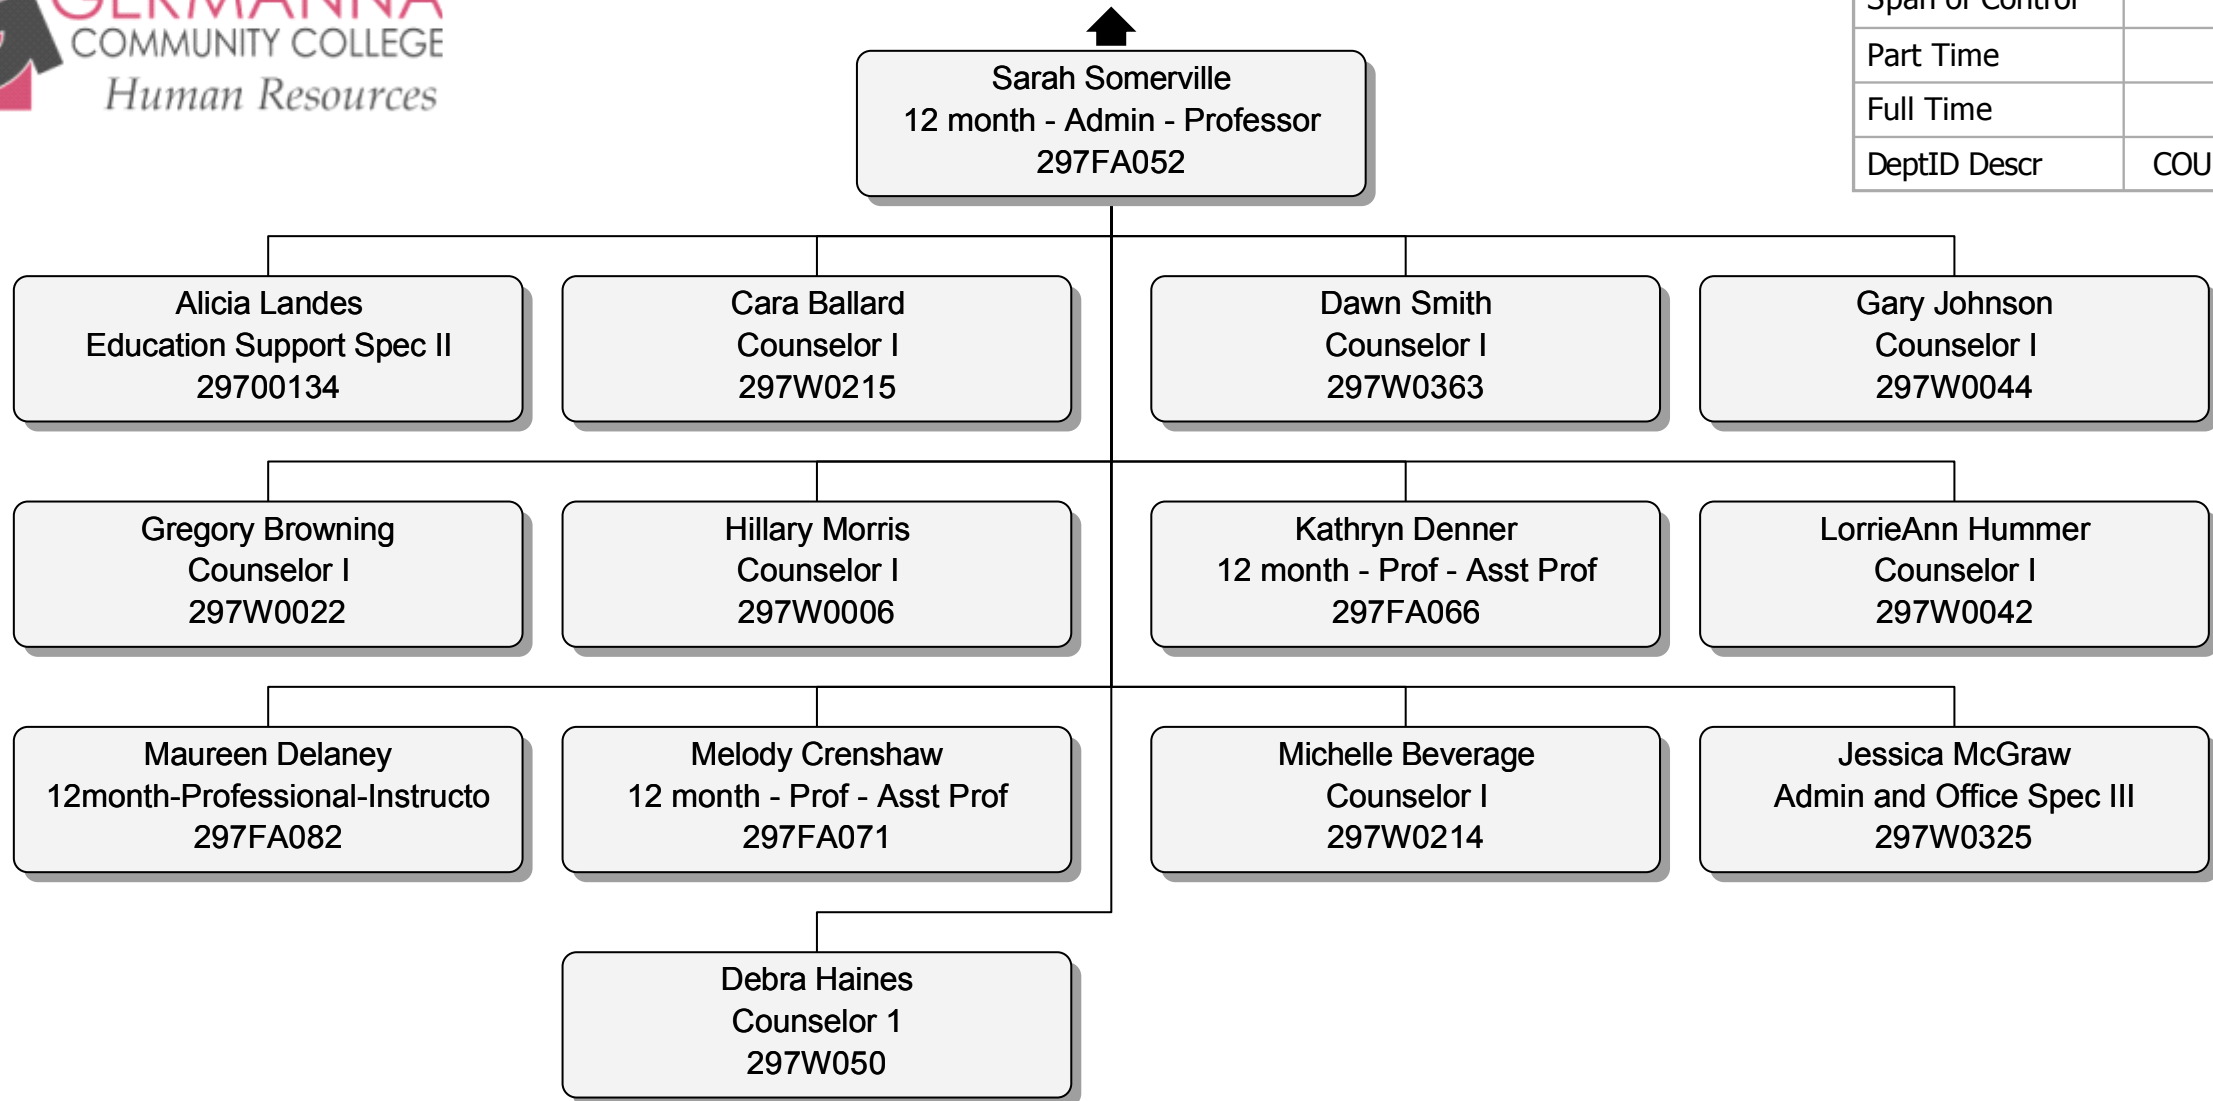 GERMANNA
COMMUNITY COLLEGE
Human Resources
Span of Control
Part Time
Full Time
DeptID Descr COU
Sarah Somerville
12 month - Admin - Professor
297FA052
Alicia Landes
Education Support Spec II
29700134
Cara Ballard
Counselor I
297W0215
Dawn Smith
Counselor I
297W0363
Gary Johnson
Counselor I
297W0044
Gregory Browning
Counselor I
297W0022
Hillary Morris
Counselor I
297W0006
Kathryn Denner
12 month - Prof - Asst Prof
297FA066
LorrieAnn Hummer
Counselor I
297W0042
Maureen Delaney
12month-Professional-Instructo
297FA082
Melody Crenshaw
12 month - Prof - Asst Prof
297FA071
Michelle Beverage
Counselor I
297W0214
Jessica McGraw
Admin and Office Spec III
297W0325
Debra Haines
Counselor 1
297W050